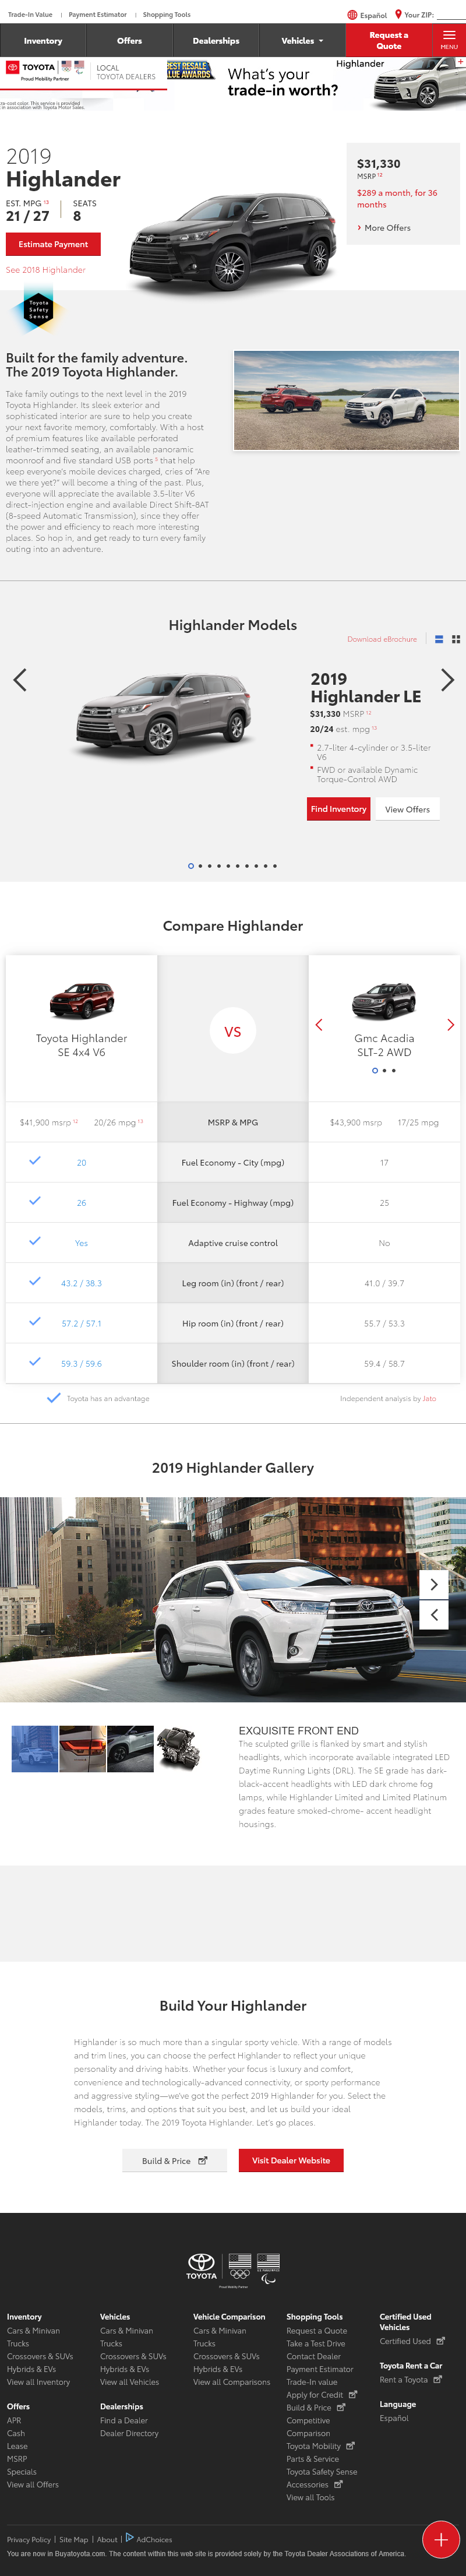 Trade-In Value | Payment Estimator | Shopping Tools
Español Your ZIP:
Inventory Offers Dealerships Vehicles Request a Quote MENU
TOYOTA Proud Mobility Partner LOCAL TOYOTA DEALERS
BEST RESALE
VALUE AWARDS
What's your
trade-in worth?
Highlander
2019
Highlander
EST. MPG 13 SEATS
21 / 27 8
Estimate Payment
See 2018 Highlander
$31,330
MSRP 12
$289 a month, for 36
months
More Offers
Toyota
Safety
Sense
Built for the family adventure.
The 2019 Toyota Highlander.
Take family outings to the next level in the 2019
Toyota Highlander. Its sleek exterior and
sophisticated interior are sure to help you create
your next favorite memory, comfortably. With a host
of premium features like available perforated
leather-trimmed seating, an available panoramic
moonroof and five standard USB ports 5 that help
keep everyone's mobile devices charged, cries of "Are
we there yet?" will become a thing of the past. Plus,
everyone will appreciate the available 3.5-liter V6
direct-injection engine and available Direct Shift-8AT
(8-speed Automatic Transmission), since they offer
the power and efficiency to reach more interesting
places. So hop in, and get ready to turn every family
outing into an adventure.
Highlander Models
Download eBrochure
2019
Highlander LE
$31,330 MSRP 12
20/24 est. mpg 13
2.7-liter 4-cylinder or 3.5-liter
V6
FWD or available Dynamic
Torque-Control AWD
Find Inventory View Offers
Compare Highlander
Toyota Highlander
SE 4x4 V6
VS
Gmc Acadia
SLT-2 AWD
$41,900 msrp 12 20/26 mpg 13 MSRP & MPG $43,900 msrp 17/25 mpg
20 Fuel Economy - City (mpg) 17
26 Fuel Economy - Highway (mpg) 25
Yes Adaptive cruise control No
43.2 / 38.3 Leg room (in) (front / rear) 41.0 / 39.7
57.2 / 57.1 Hip room (in) (front / rear) 55.7 / 53.3
59.3 / 59.6 Shoulder room (in) (front / rear) 59.4 / 58.7
Toyota has an advantage Independent analysis by Jato
2019 Highlander Gallery
EXQUISITE FRONT END
The sculpted grille is flanked by smart and stylish
headlights, which incorporate available integrated LED
Daytime Running Lights (DRL). The SE grade has dark-
black-accent headlights with LED dark chrome fog
lamps, while Highlander Limited and Limited Platinum
grades feature smoked-chrome- accent headlight
housings.
Build Your Highlander
Highlander is so much more than a singular sporty vehicle. With a range of models
and trim lines, you can choose the perfect Highlander to reflect your unique
personality and driving habits. Whether your focus is luxury and comfort,
convenience and technologically-advanced connectivity, or sporty performance
and aggressive styling—we've got the perfect 2019 Highlander for you. Select the
models, trims, and options that suit you best, and let us build your ideal
Highlander today. The 2019 Toyota Highlander. Let's go places.
Build & Price Visit Dealer Website
TOYOTA
Proud Mobility Partner
Inventory
Cars & Minivan
Trucks
Crossovers & SUVs
Hybrids & EVs
View all Inventory
Offers
APR
Cash
Lease
MSRP
Specials
View all Offers
Vehicles
Cars & Minivan
Trucks
Crossovers & SUVs
Hybrids & EVs
View all Vehicles
Dealerships
Find a Dealer
Dealer Directory
Vehicle Comparison
Cars & Minivan
Trucks
Crossovers & SUVs
Hybrids & EVs
View all Comparisons
Shopping Tools
Request a Quote
Take a Test Drive
Contact Dealer
Payment Estimator
Trade-In value
Apply for Credit
Build & Price
Competitive
Comparison
Toyota Mobility
Parts & Service
Toyota Safety Sense
Accessories
View all Tools
Certified Used
Vehicles
Certified Used
Toyota Rent a Car
Rent a Toyota
Language
Español
Privacy Policy | Site Map | About | AdChoices
You are now in Buyatoyota.com. The content within this web site is provided solely by the Toyota Dealer Associations of America.